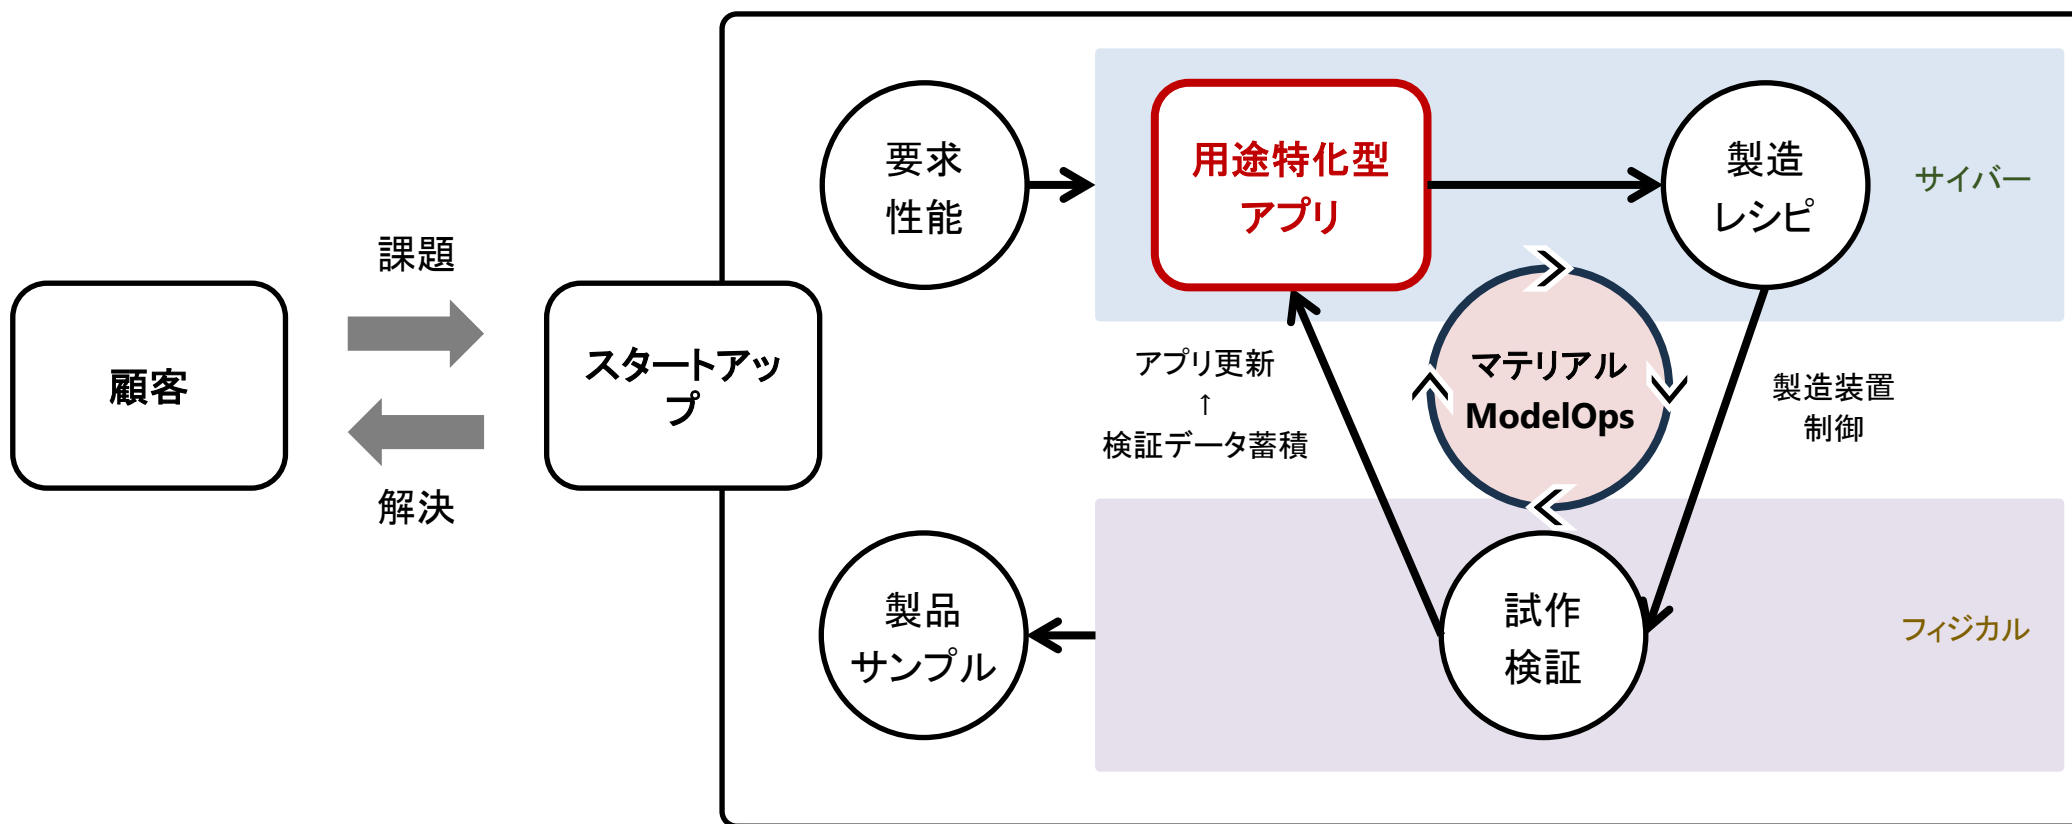 顧客
課題
解決
スタートアッ
プ
要求
性能
用途特化型
アプリ
製造
レシピ
サイバー
アプリ更新
↑
検証データ蓄積
マテリアル
ModelOps
製造装置
制御
製品
サンプル
試作
検証
フィジカル